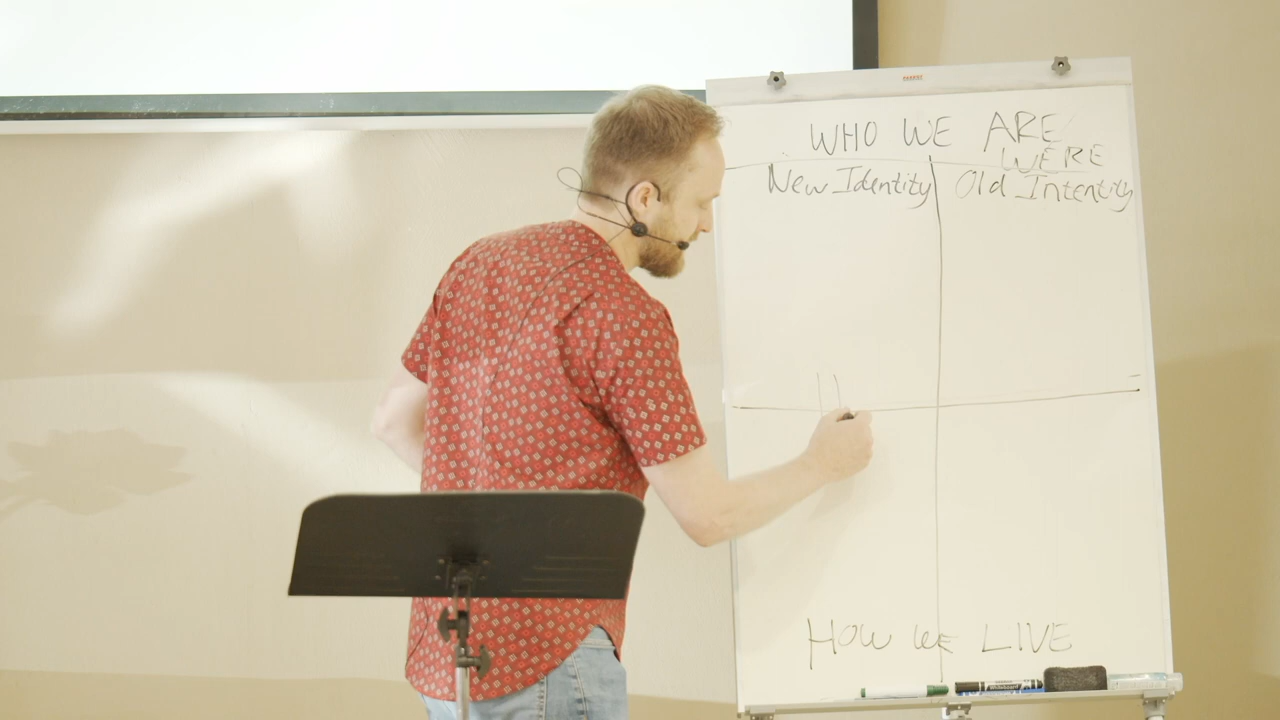 WHO WE ARE
WERE
New Identity Old Intentity
HOW WE LIVE